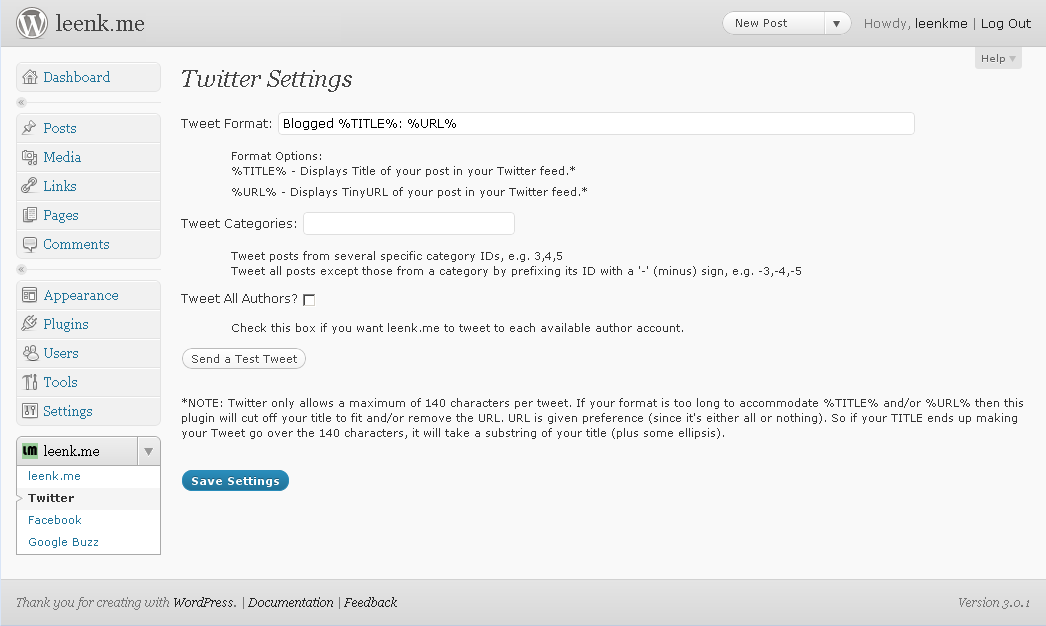 leenk.me
New Post
Howdy, leenkme | Log Out
Help
Dashboard
Posts
Media
Links
Pages
Comments
Appearance
Plugins
Users
Tools
Settings
LM leenk.me
leenk.me
Twitter
Facebook
Google Buzz
Twitter Settings
Tweet Format: Blogged %TITLE%: %URL%
Format Options:
%TITLE% - Displays Title of your post in your Twitter feed.*
%URL% - Displays TinyURL of your post in your Twitter feed.*
Tweet Categories:
Tweet posts from several specific category IDs, e.g. 3,4,5
Tweet all posts except those from a category by prefixing its ID with a '-' (minus) sign, e.g. -3,-4,-5
Tweet All Authors?
Check this box if you want leenk.me to tweet to each available author account.
Send a Test Tweet
*NOTE: Twitter only allows a maximum of 140 characters per tweet. If your format is too long to accommodate %TITLE% and/or %URL% then this
plugin will cut off your title to fit and/or remove the URL. URL is given preference (since it's either all or nothing). So if your TITLE ends up making
your Tweet go over the 140 characters, it will take a substring of your title (plus some ellipsis).
Save Settings
Thank you for creating with WordPress. | Documentation | Feedback
Version 3.0.1